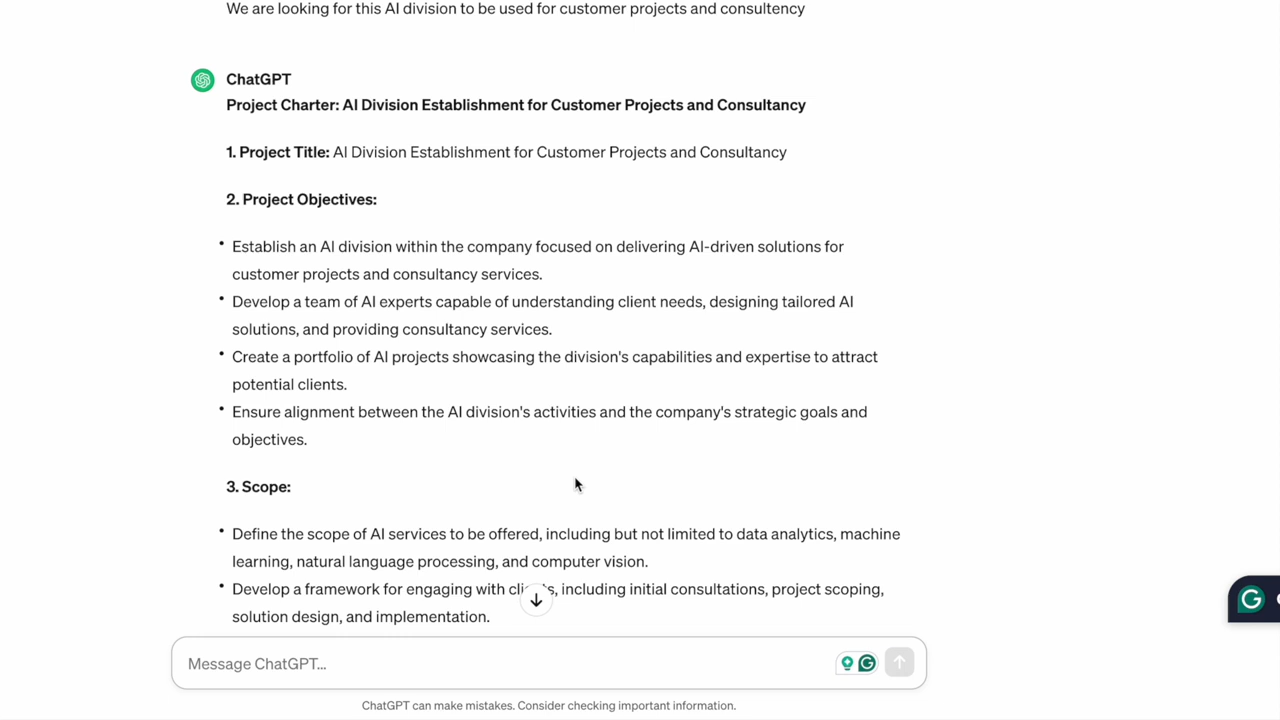 We are looking for this AI division to be used for customer projects and consultency
ChatGPT
Project Charter: AI Division Establishment for Customer Projects and Consultancy
1. Project Title: AI Division Establishment for Customer Projects and Consultancy
2. Project Objectives:
• Establish an AI division within the company focused on delivering AI-driven solutions for
customer projects and consultancy services.
• Develop a team of AI experts capable of understanding client needs, designing tailored AI
solutions, and providing consultancy services.
• Create a portfolio of AI projects showcasing the division's capabilities and expertise to attract
potential clients.
• Ensure alignment between the AI division's activities and the company's strategic goals and
objectives.
3. Scope:
• Define the scope of AI services to be offered, including but not limited to data analytics, machine
learning, natural language processing, and computer vision.
• Develop a framework for engaging with clients, including initial consultations, project scoping,
solution design, and implementation.
Message ChatGPT...
ChatGPT can make mistakes. Consider checking important information.